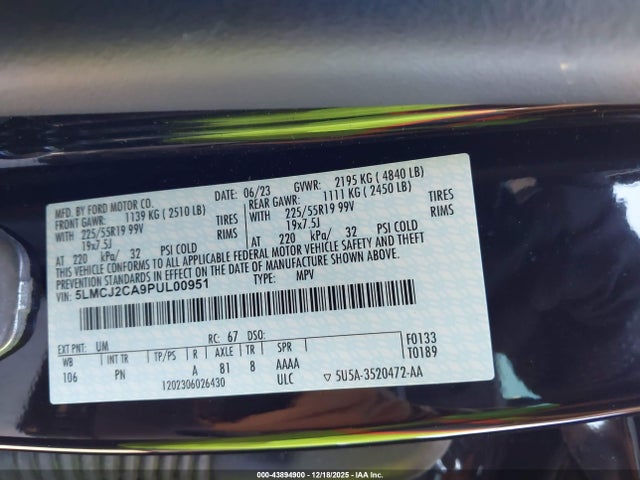 MFD. BY FORD MOTOR CO. DATE: 06/23 GVWR: 2195 KG ( 4840 LB)
FRONT GAWR: 1139 KG ( 2510 LB) REAR GAWR: 1111 KG ( 2450 LB)
WITH 225/55R19 99V TIRES WITH 225/55R19 99V TIRES
19x7.5J RIMS 19x7.5J RIMS
AT 220 kPa/ 32 PSI COLD AT 220 kPa/ 32 PSI COLD
THIS VEHICLE CONFORMS TO ALL APPLICABLE FEDERAL MOTOR VEHICLE SAFETY AND THEFT
PREVENTION STANDARDS IN EFFECT ON THE DATE OF MANUFACTURE SHOWN ABOVE.
VIN: 5LMCJ2CA9PUL00951 TYPE: MPV
EXT PNT: UM RC: 67 DSO: F0133
WB INT TR TP/PS R AXLE TR SPR T0189
106 PN A 81 8 AAAA
1202306026430 ULC ▽ 5U5A-3520472-AA
000-43894900 - 12/18/2025 - IAA Inc.